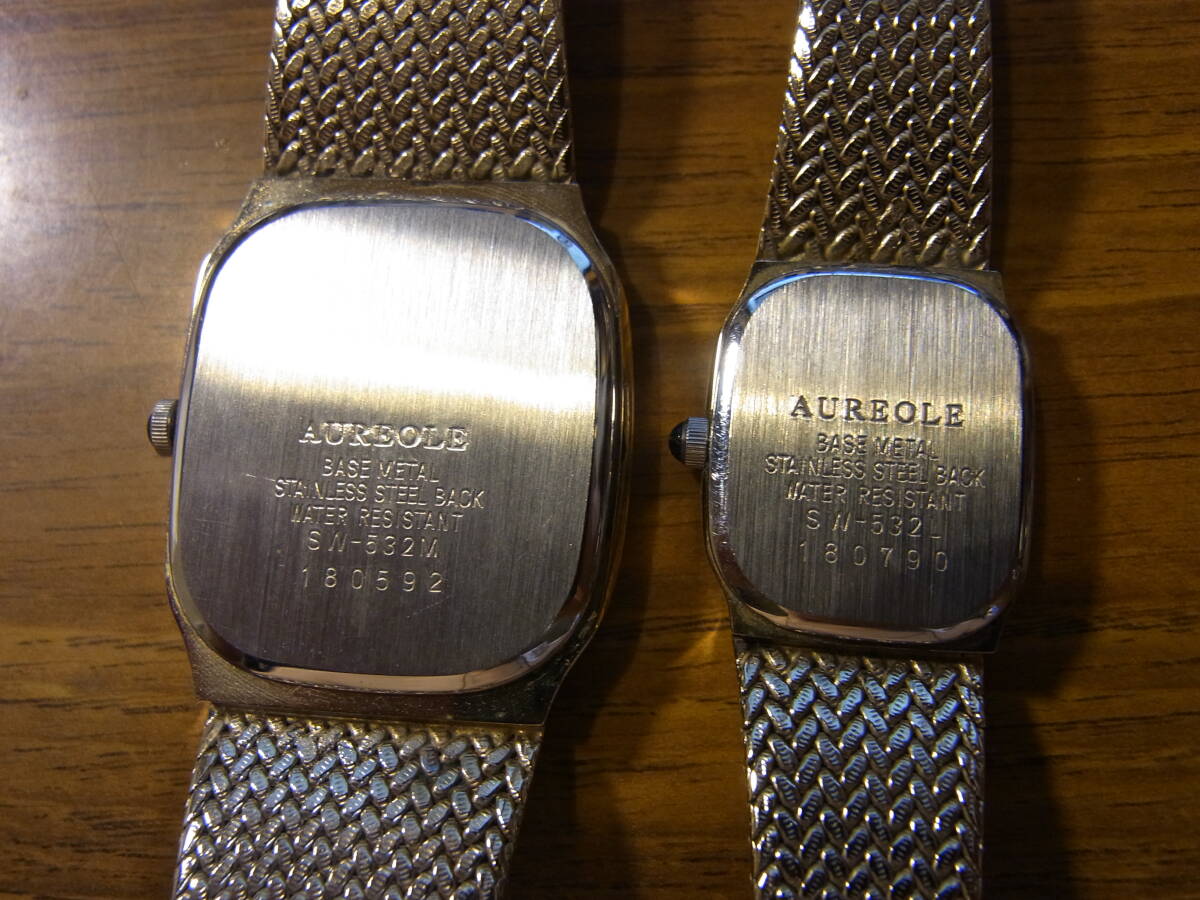 AUREOLE
BASE METAL
STAINLESS STEEL BACK
WATER RESISTANT
SW-532M
180592
AUREOLE
BASE METAL
STAINLESS STEEL BACK
WATER RESISTANT
SW-532L
180790